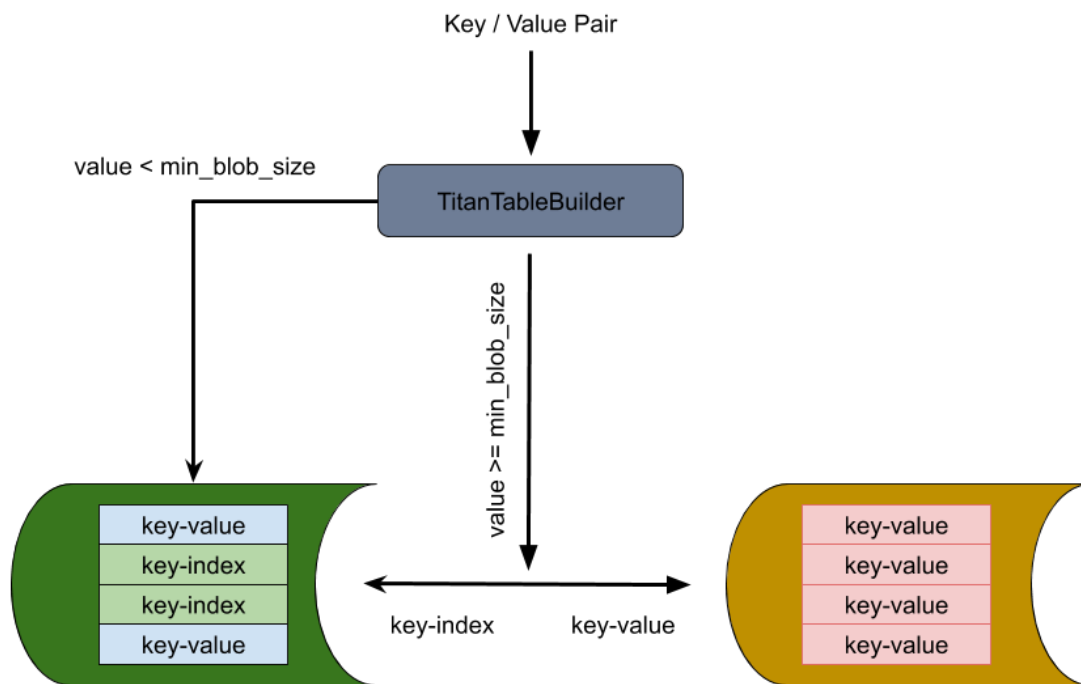 Key / Value Pair
value < min_blob_size
TitanTableBuilder
value >= min_blob_size
key-value
key-index
key-index
key-value
key-index
key-value
key-value
key-value
key-value
key-value